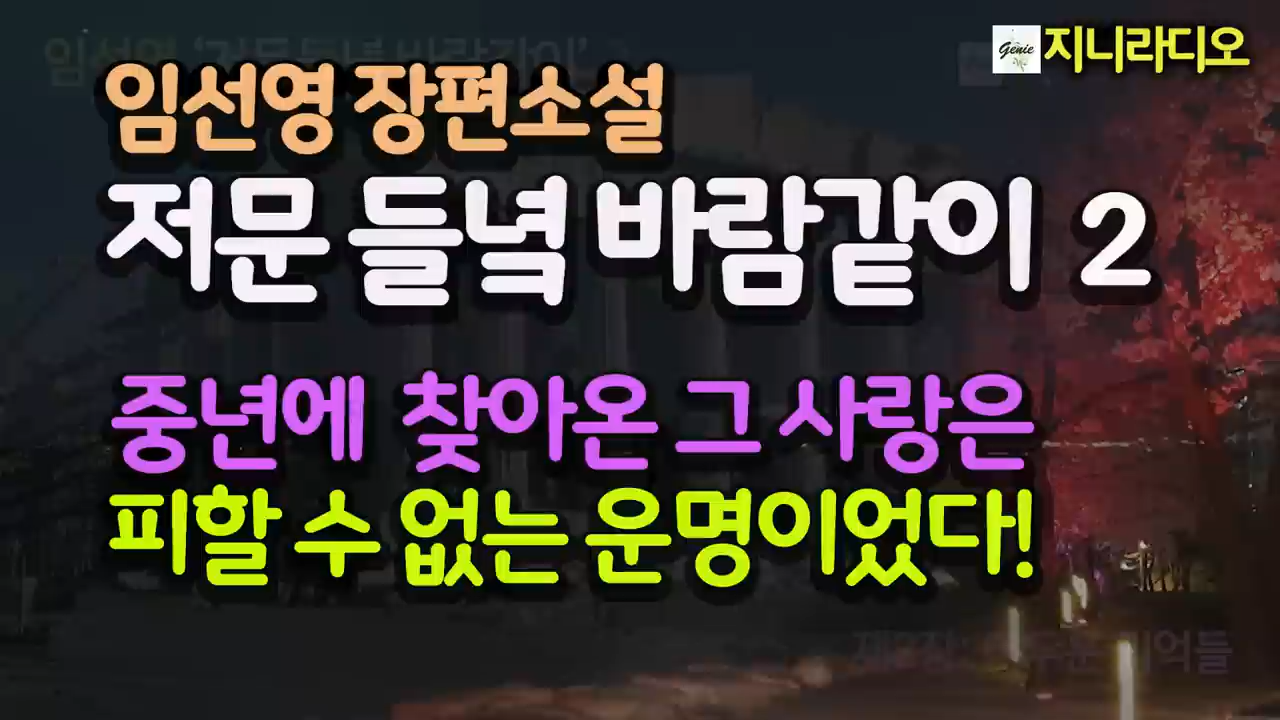 Genie 지니라디오
임선영 장편소설
저문 들녘 바람같이 2
중년에 찾아온 그 사랑은
피할 수 없는 운명이었다!